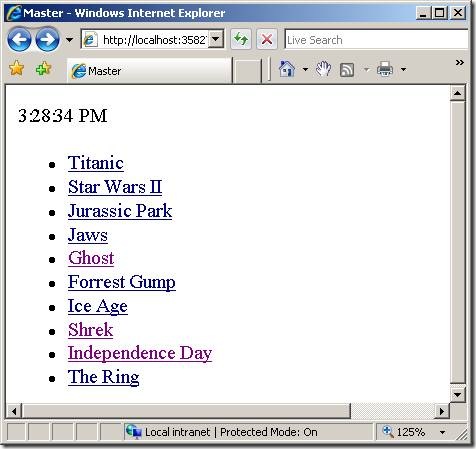 Master - Windows Internet Explorer
http://localhost:3582
Live Search
Master
3:28:34 PM
Titanic
Star Wars II
Jurassic Park
Jaws
Ghost
Forrest Gump
Ice Age
Shrek
Independence Day
The Ring
Local intranet | Protected Mode: On
125%